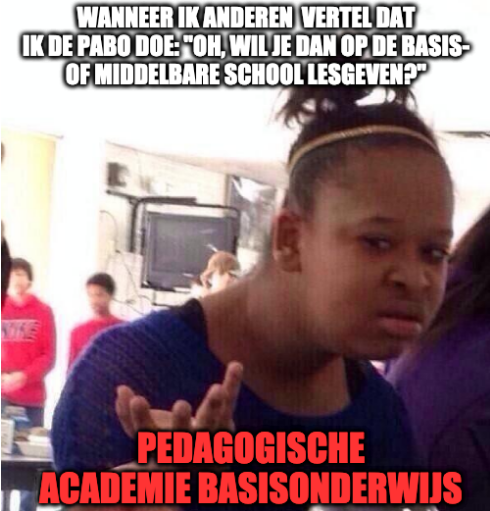 WANNEER IK ANDEREN VERTEL DAT
IK DE PABO DOE: "OH, WIL JE DAN OP DE BASIS-
OF MIDDELBARE SCHOOL LESGEVEN?"
NIKE
PEDAGOGISCHE
ACADEMIE BASISONDERWIJS